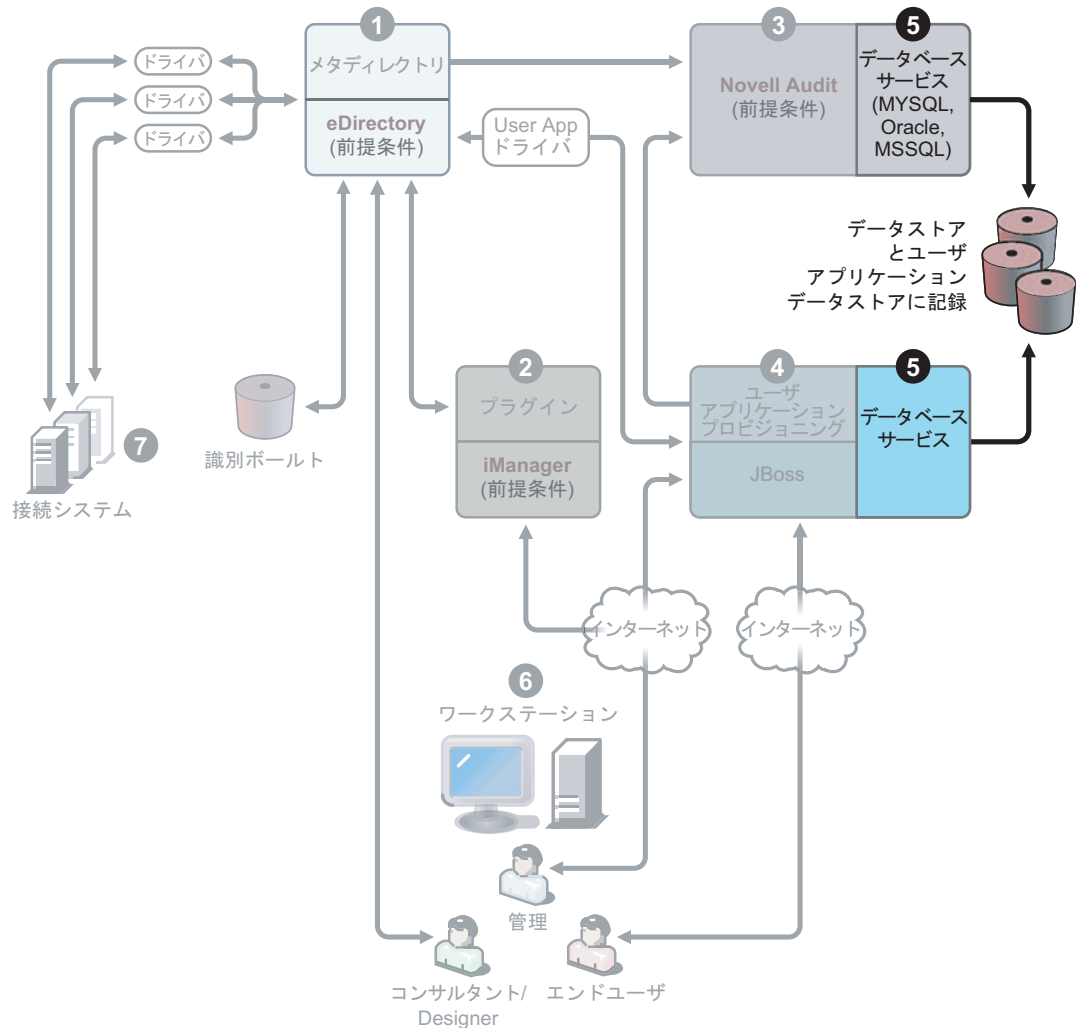 1
3
5
ドライバ
ドライバ
ドライバ
メタディレクトリ
eDirectory
(前提条件)
User App
ドライバ
Novell Audit
(前提条件)
データベース
サービス
(MYSQL,
Oracle,
MSSQL)
データストア
とユーザ
アプリケーション
データストアに記録
2
プラグイン
iManager
(前提条件)
4
ユーザ
アプリケーション
プロビジョニング
JBoss
5
データベース
サービス
7
接続システム
識別ボールト
インターネット
インターネット
6
ワークステーション
管理
コンサルタント/
Designer
エンドユーザ